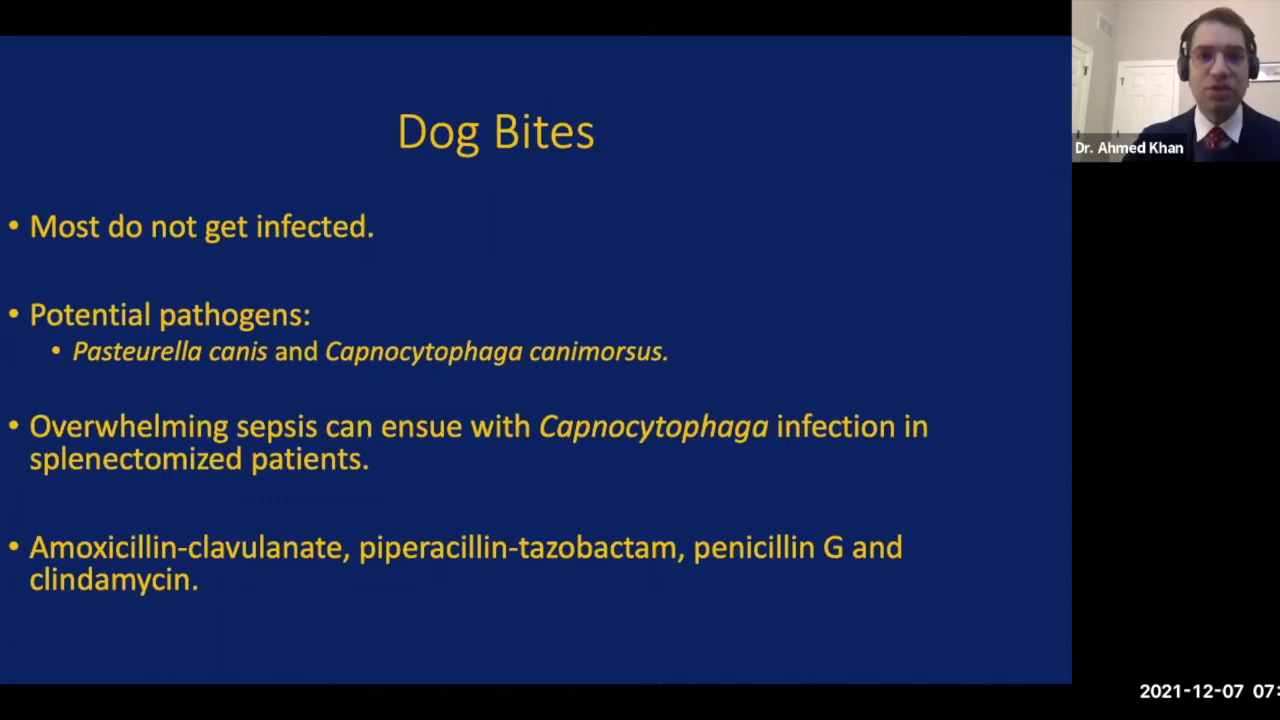 Dog Bites
Dr. Ahmed Khan
• Most do not get infected.
• Potential pathogens:
• Pasteurella canis and Capnocytophaga canimorsus.
• Overwhelming sepsis can ensue with Capnocytophaga infection in
splenectomized patients.
• Amoxicillin-clavulanate, piperacillin-tazobactam, penicillin G and
clindamycin.
2021-12-07 07: